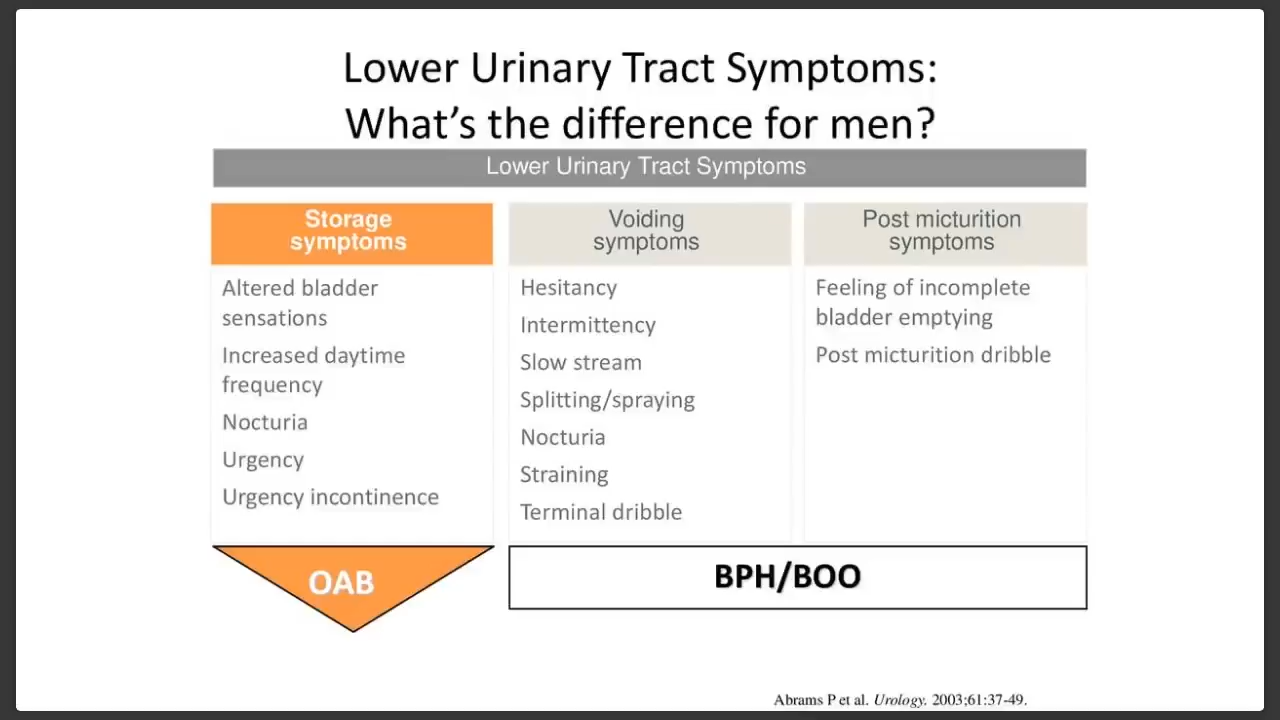 Lower Urinary Tract Symptoms:
What's the difference for men?
Lower Urinary Tract Symptoms
Storage
symptoms
Altered bladder
sensations
Increased daytime
frequency
Nocturia
Urgency
Urgency incontinence
OAB
Voiding
symptoms
Hesitancy
Intermittency
Slow stream
Splitting/spraying
Nocturia
Straining
Terminal dribble
Post micturition
symptoms
Feeling of incomplete
bladder emptying
Post micturition dribble
BPH/BOO
Abrams P et al. Urology. 2003;61:37-49.